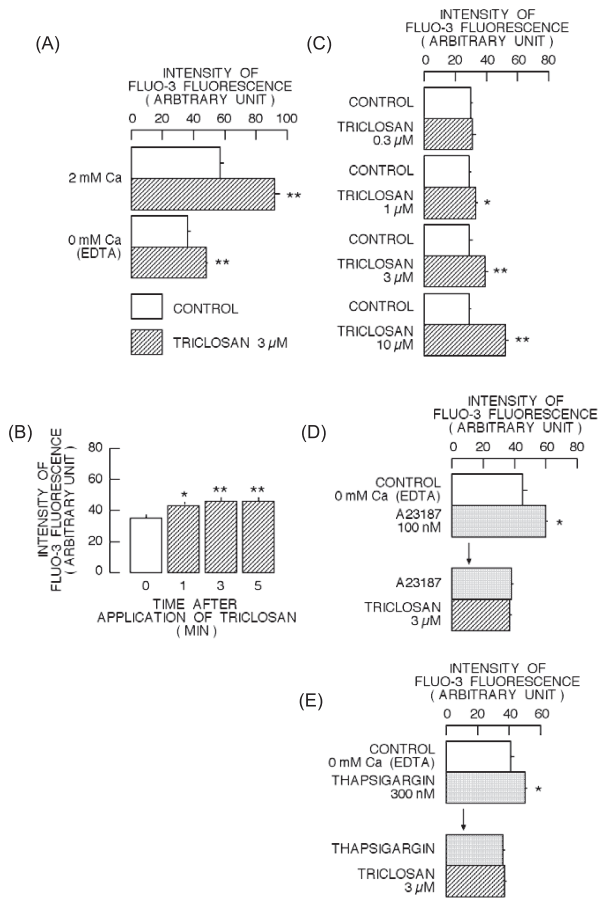 (A)
INTENSITY OF
FLUO-3 FLUORESCENCE
( ARBTRARY UNIT )
0 20 40 60 80 100
2 mM Ca
**
0 mM Ca
(EDTA)
**
CONTROL
TRICLOSAN 3 µM
(B)
INTENSITY OF
FLUO-3 FLUORESCENCE
(ARBITRARY UNIT)
80
60
40
20
0
* ** **
0 1 3 5
TIME AFTER
APPLICATION OF TRICLOSAN
( MIN )
(C)
INTENSITY OF
FLUO-3 FLUORESCENCE
( ARBITRARY UNIT )
0 20 40 60 80
CONTROL
TRICLOSAN
0.3 µM
CONTROL
TRICLOSAN
1 µM
*
CONTROL
TRICLOSAN
3 µM
**
CONTROL
TRICLOSAN
10 µM
**
(D)
INTENSITY OF
FLUO-3 FLUORESCENCE
( ARBITRARY UNIT )
0 20 40 60 80
CONTROL
0 mM Ca (EDTA)
A23187
100 nM
*
A23187
TRICLOSAN
3 µM
(E)
INTENSITY OF
FLUO-3 FLUORESCENCE
( ARBITRARY UNIT )
0 20 40 60
CONTROL
0 mM Ca (EDTA)
THAPSIGARGIN
300 nM
*
THAPSIGARGIN
TRICLOSAN
3 µM